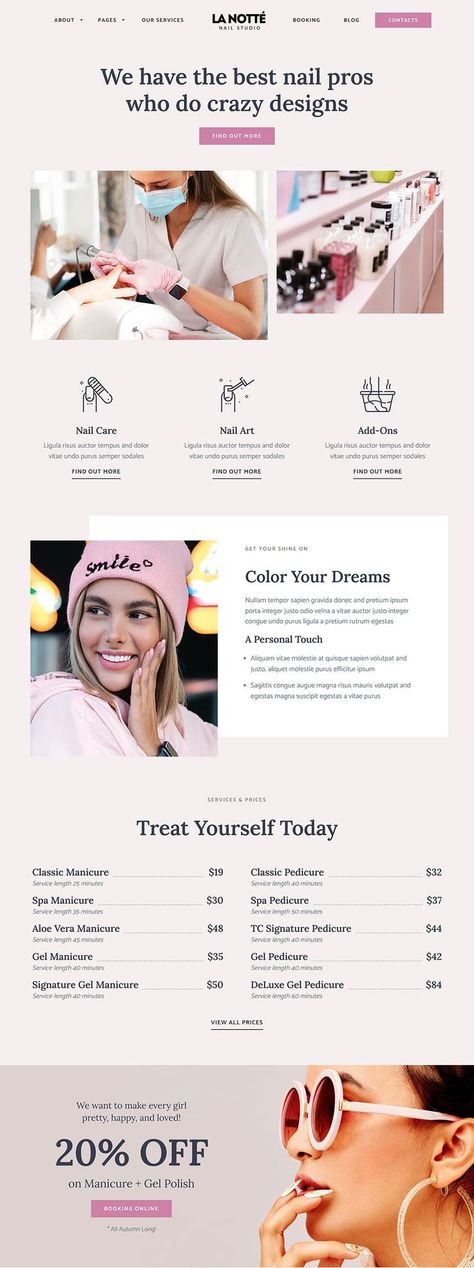 ABOUT PAGES OUR SERVICES LA NOTTÉ BOOKING BLOG CONTACTS
NAIL STUDIO
We have the best nail pros
who do crazy designs
FIND OUT MORE
Nail Care Nail Art Add-Ons
Ligula risus auctor tempus and dolor Ligula risus auctor tempus and dolor Ligula risus auctor tempus and dolor
vitae undo purus semper sodales vitae undo purus semper sodales vitae undo purus semper sodales
FIND OUT MORE FIND OUT MORE FIND OUT MORE
smile
GET YOUR SHINE ON
Color Your Dreams
Nullam tempor sapien gravida donec and pretium ipsum
porta integer justo odio velna a vitae auctor justo integer
congue undo purus ligula a pretium rutrum egestas
A Personal Touch
• Aliquam vitae molestie at quisque sapien volutpat and
justo, aliquet molestie purus efficitur ipsum
• Sagittis congue augue magna risus mauris volutpat and
egestas magna suscipit egestas a vitae purus
SERVICES & PRICES
Treat Yourself Today
Classic Manicure $19
Service length 25 minutes
Spa Manicure $30
Service length 35 minutes
Aloe Vera Manicure $48
Service length 45 minutes
Gel Manicure $35
Service length 40 minutes
Signature Gel Manicure $50
Service length 40 minutes
Classic Pedicure $32
Service length 40 minutes
Spa Pedicure $37
Service length 50 minutes
TC Signature Pedicure $44
Service length 40 minutes
Gel Pedicure $42
Service length 40 minutes
DeLuxe Gel Pedicure $84
Service length 60 minutes
VIEW ALL PRICES
We want to make every girl
pretty, happy, and loved!
20% OFF
on Manicure + Gel Polish
BOOKING ONLINE
* All Autumn Long!